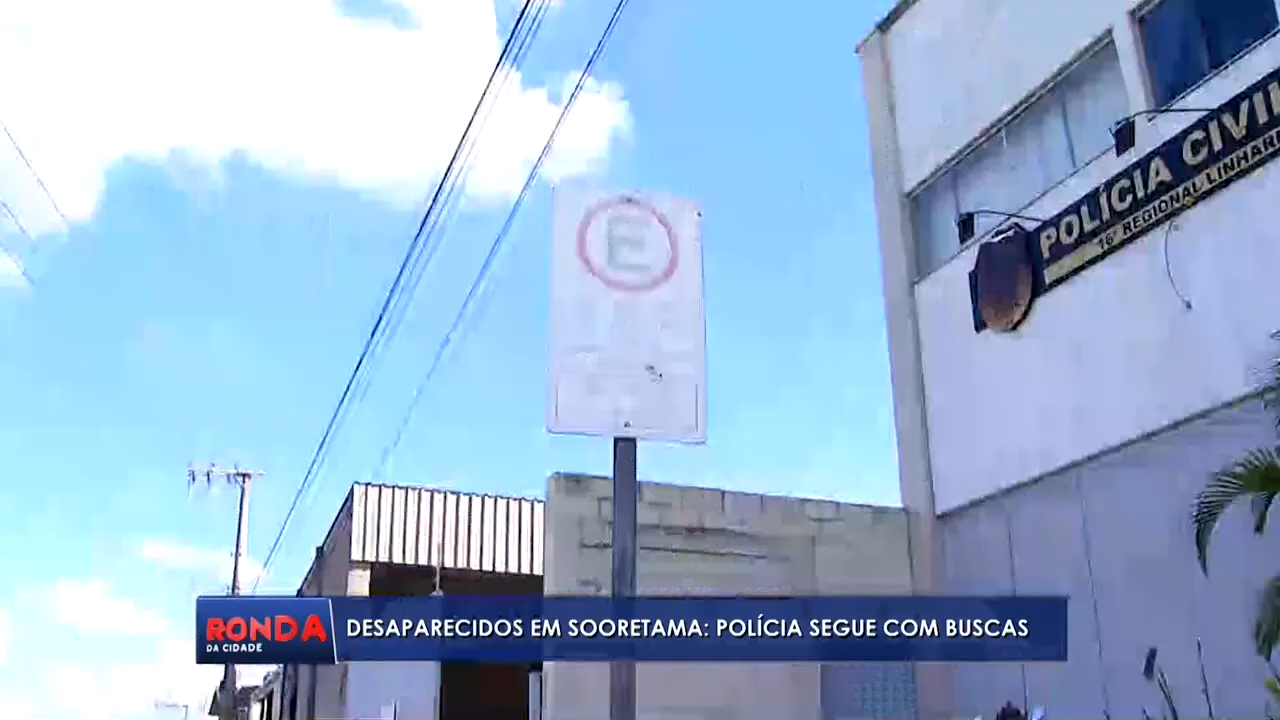 E
POLÍCIA CIVIL
16ª REGIONAL LINHARES
RONDA
DA CIDADE
DESAPARECIDOS EM SOORETAMA: POLÍCIA SEGUE COM BUSCAS